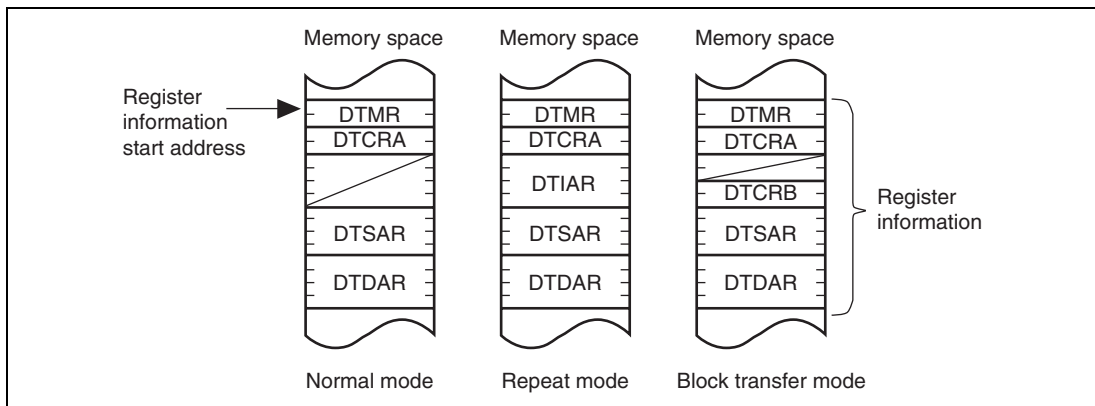 Memory space
Memory space
Memory space
Register
information
start address
DTMR
DTCRA
DTSAR
DTDAR
Normal mode
DTMR
DTCRA
DTIAR
DTSAR
DTDAR
Repeat mode
DTMR
DTCRA
DTCRB
DTSAR
DTDAR
Block transfer mode
Register
information